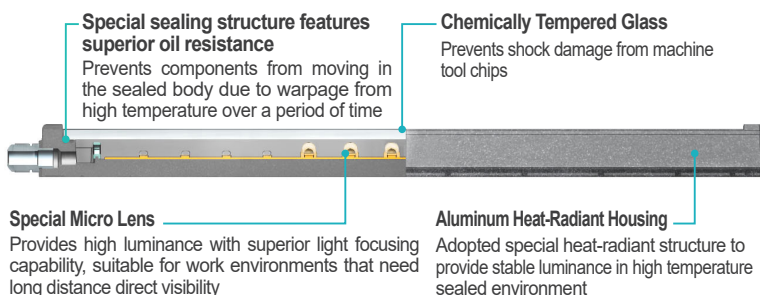 Special sealing structure features
superior oil resistance
Prevents components from moving in
the sealed body due to warpage from
high temperature over a period of time
Chemically Tempered Glass
Prevents shock damage from machine
tool chips
Special Micro Lens
Provides high luminance with superior light focusing
capability, suitable for work environments that need
long distance direct visibility
Aluminum Heat-Radiant Housing
Adopted special heat-radiant structure to
provide stable luminance in high temperature
sealed environment